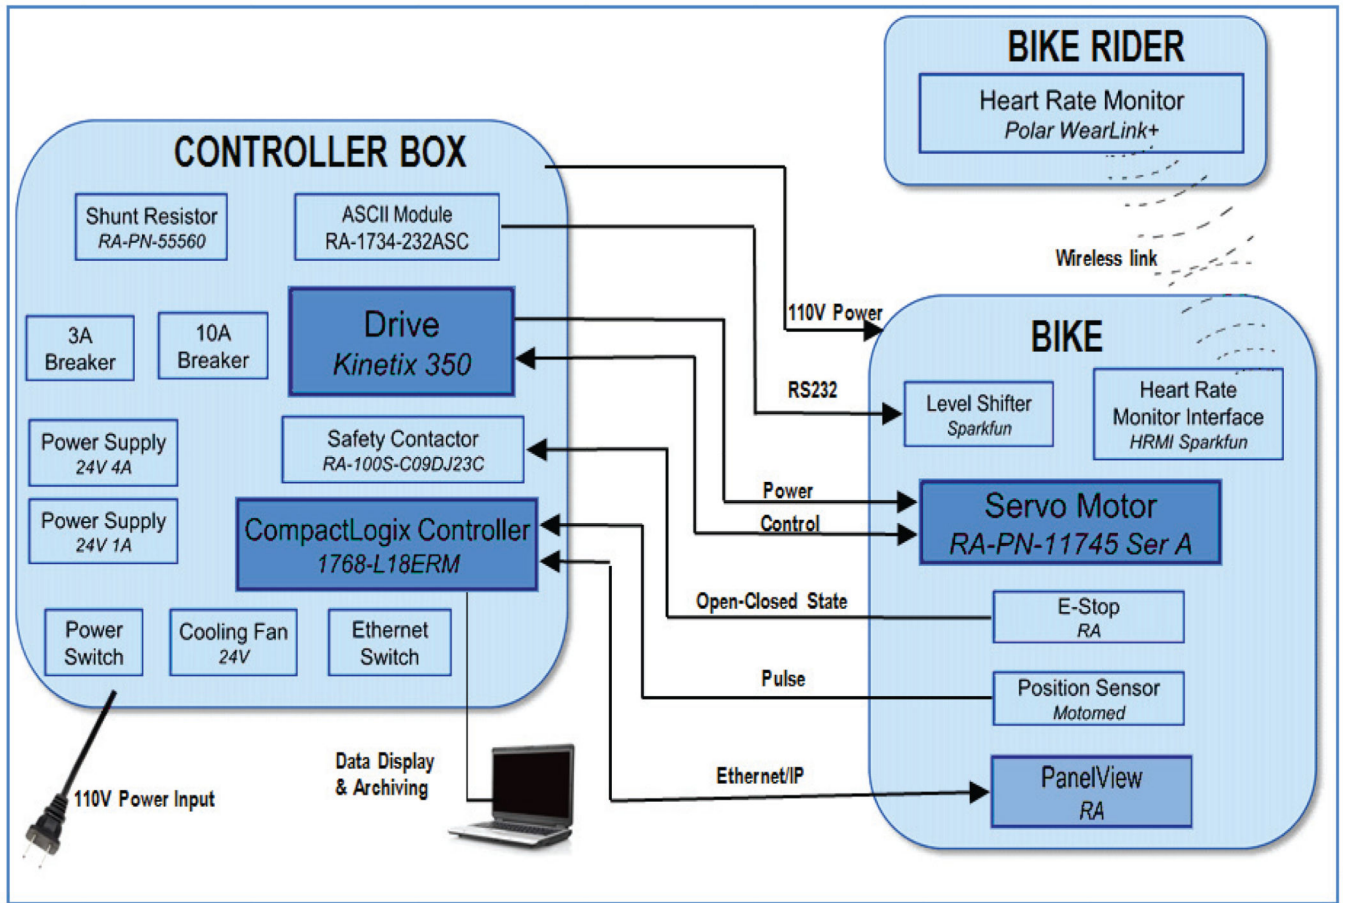 BIKE RIDER
Heart Rate Monitor
Polar WearLink+
CONTROLLER BOX
Shunt Resistor
RA-PN-55560
ASCII Module
RA-1734-232ASC
Drive
Kinetix 350
3A
Breaker
10A
Breaker
Power Supply
24V 4A
Safety Contactor
RA-100S-C09DJ23C
Power Supply
24V 1A
CompactLogix Controller
1768-L18ERM
Power
Switch
Cooling Fan
24V
Ethernet
Switch
110V Power Input
Data Display
& Archiving
Wireless link
110V Power
RS232
Power
Control
Open-Closed State
Pulse
Ethernet/IP
BIKE
Level Shifter
Sparkfun
Heart Rate
Monitor Interface
HRMI Sparkfun
Servo Motor
RA-PN-11745 Ser A
E-Stop
RA
Position Sensor
Motomed
PanelView
RA